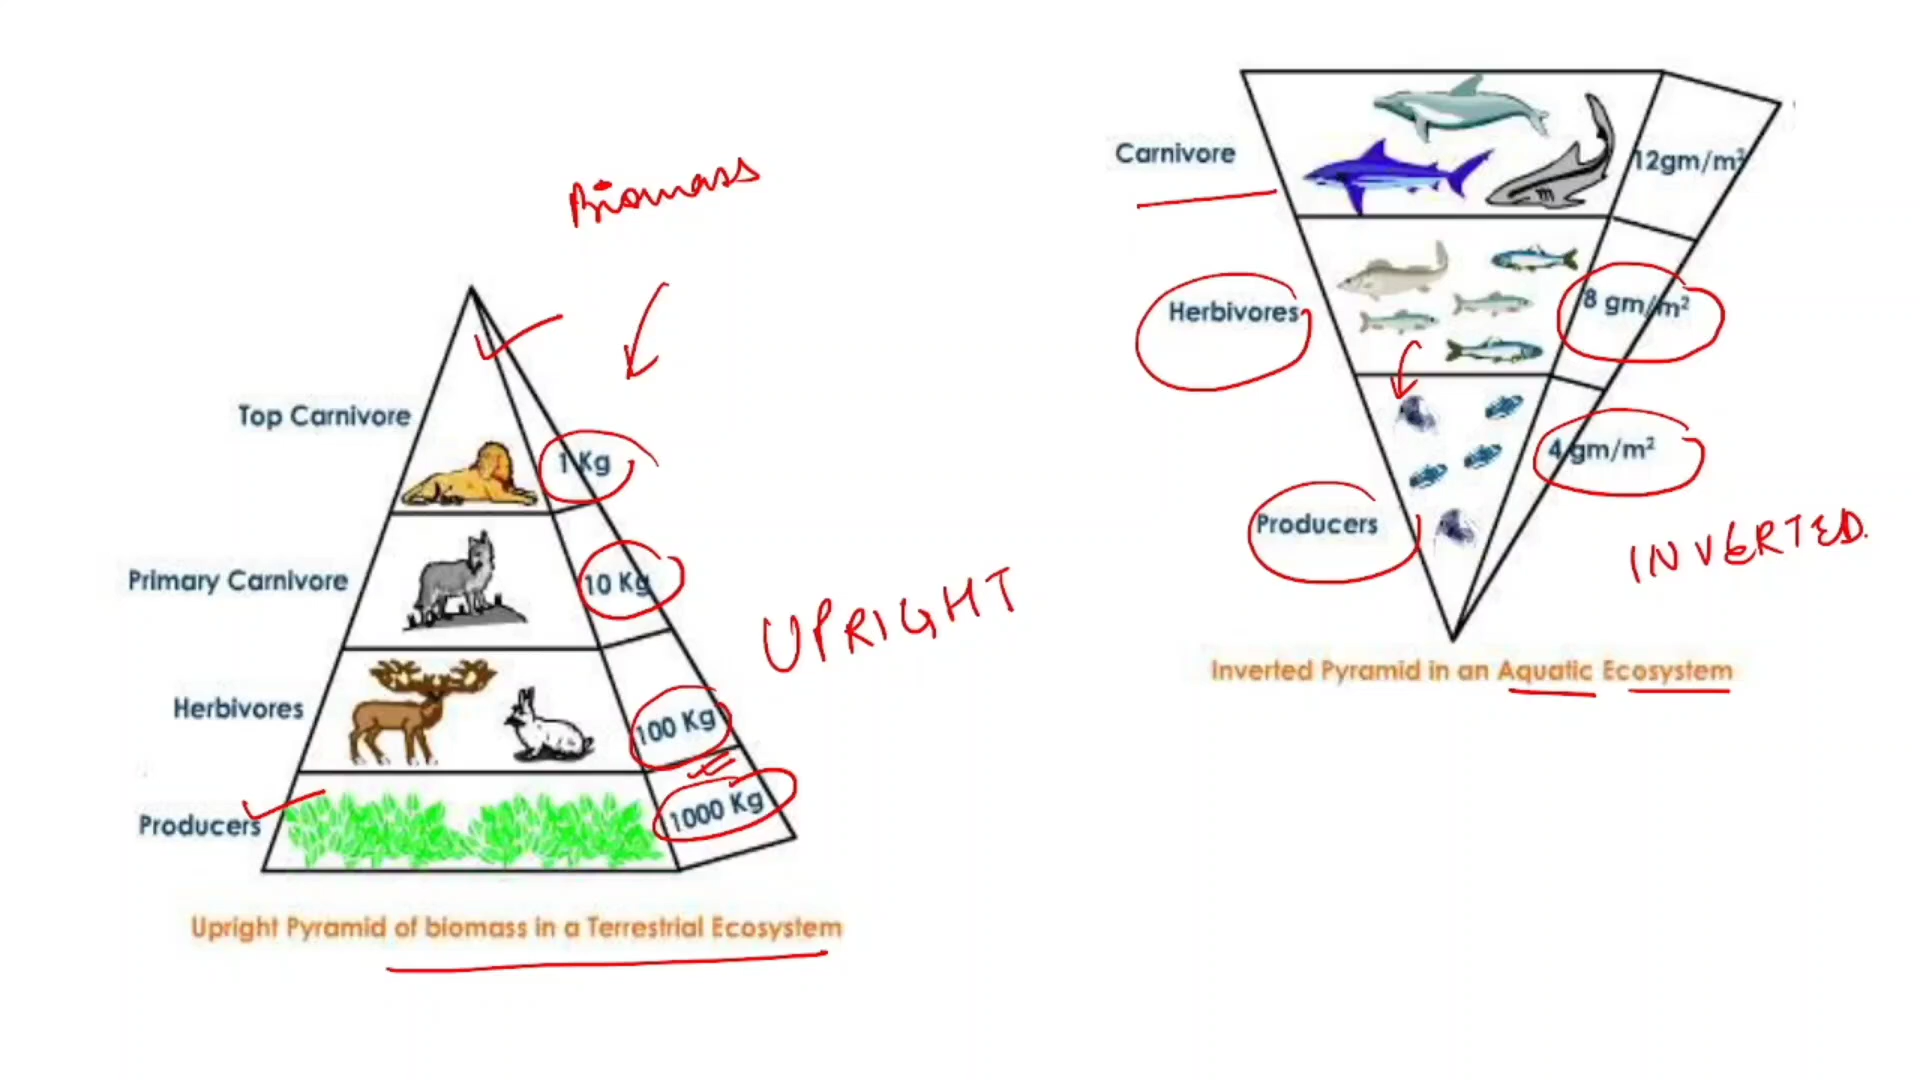 Biomass
Top Carnivore
1 Kg
Primary Carnivore
10 Kg
UPRIGHT
Herbivores
100 Kg
Producers
1000 Kg
Upright Pyramid of biomass in a Terrestrial Ecosystem
Carnivore
12gm/m²
Herbivores
8 gm/m²
4 gm/m²
Producers
INVERTED.
Inverted Pyramid in an Aquatic Ecosystem